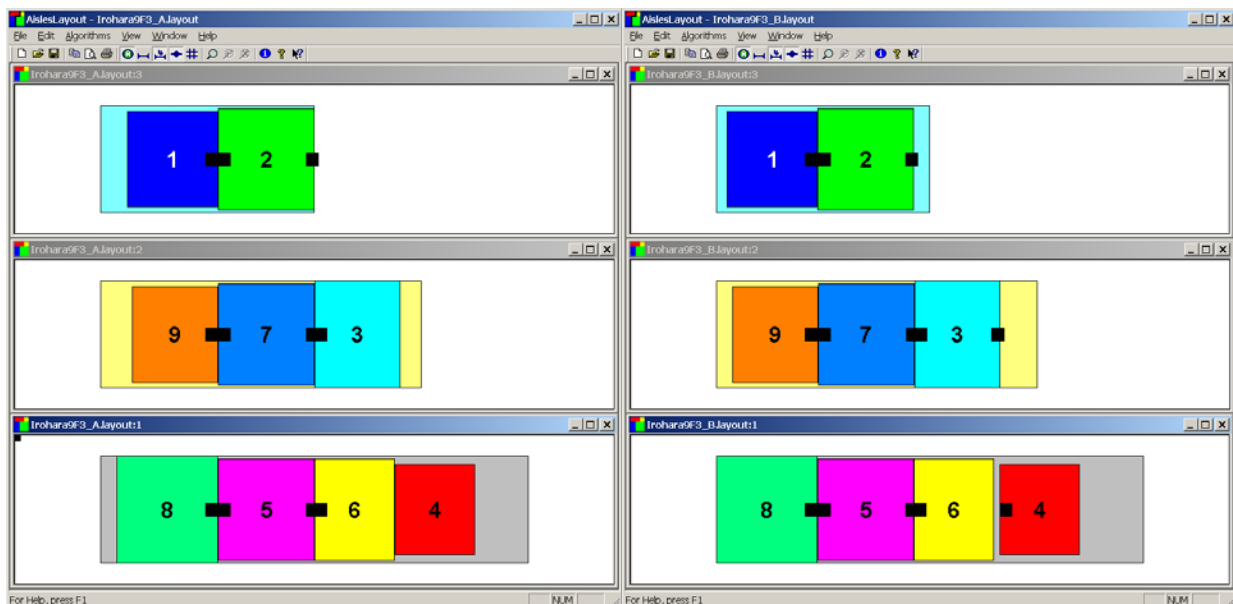 AislesLayout - Irohara9F3_A.layout
File Edit Algorithms View Window Help
Irohara9F3_A.layout:3
1 2
Irohara9F3_A.layout:2
9 7 3
Irohara9F3_A.layout:1
8 5 6 4
For Help, press F1
NUM
AislesLayout - Irohara9F3_B.layout
File Edit Algorithms View Window Help
Irohara9F3_B.layout:3
1 2
Irohara9F3_B.layout:2
9 7 3
Irohara9F3_B.layout:1
8 5 6 4
For Help, press F1
NUM